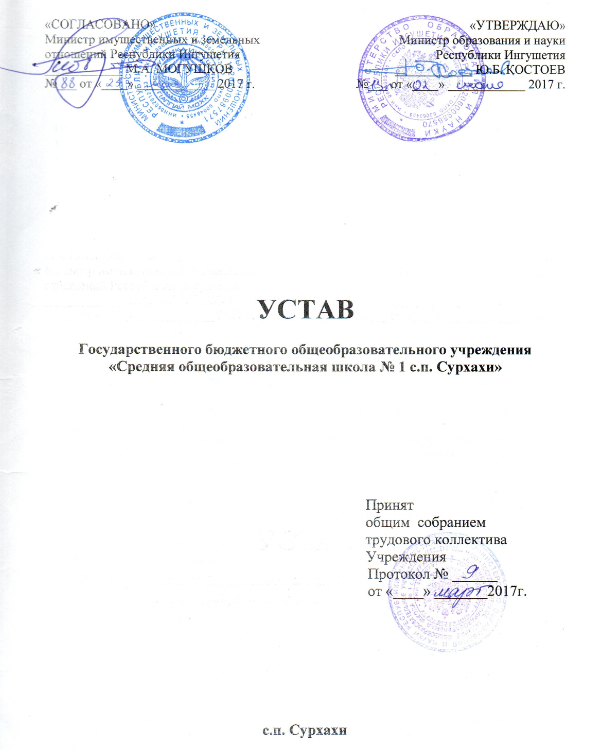 «СОГЛАСОВАНО»
Министр имущественных и земельных
отношений Республики Ингушетия
М.А. МОГУШКОВ
№ 88 от « » 2017 г.
«УТВЕРЖДАЮ»
Министр образования и науки
Республики Ингушетия
Ю.Б. КОСТОЕВ
№ от «02» июне 2017 г.
УСТАВ
Государственного бюджетного общеобразовательного учреждения
«Средняя общеобразовательная школа № 1 с.п. Сурхахи»
Принят
общим собранием
трудового коллектива
Учреждения
Протокол № 9
от « » март 2017г.
с.п. Сурхахи